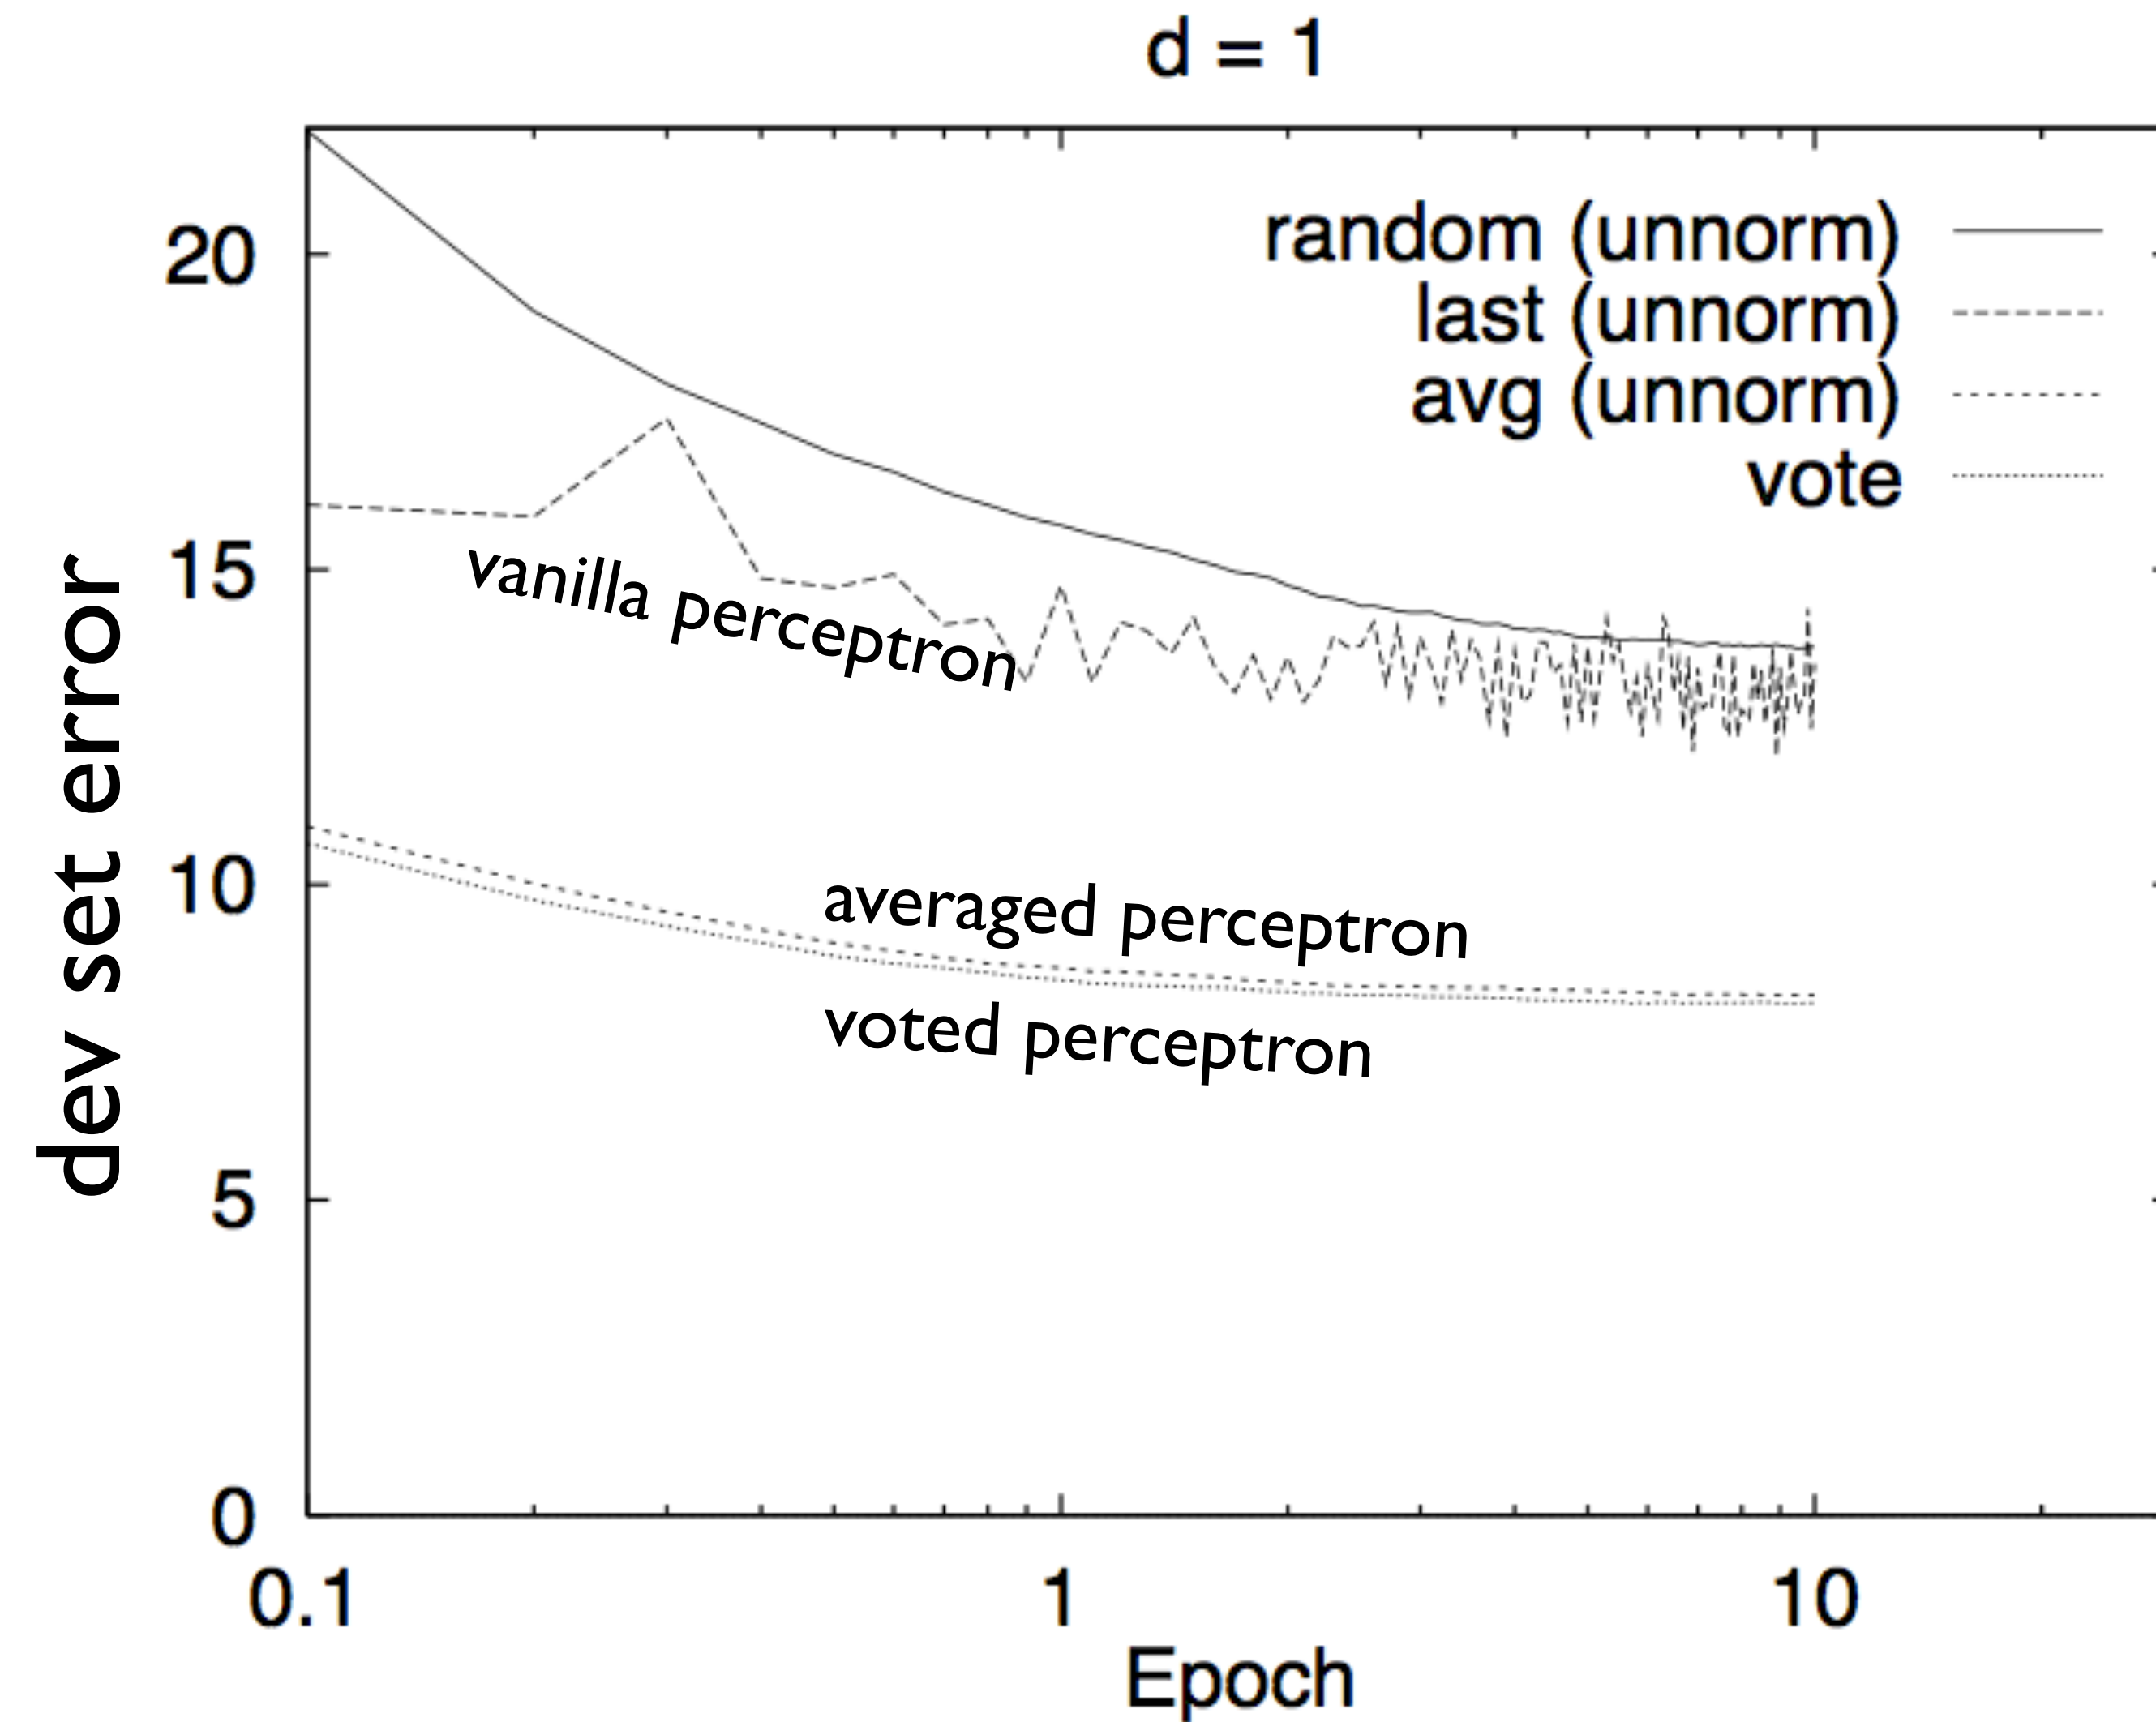 d = 1
random (unnorm)
last (unnorm)
avg (unnorm)
vote
20
15
10
5
0
dev set error
vanilla perceptron
averaged perceptron
voted perceptron
0.1
1
10
Epoch